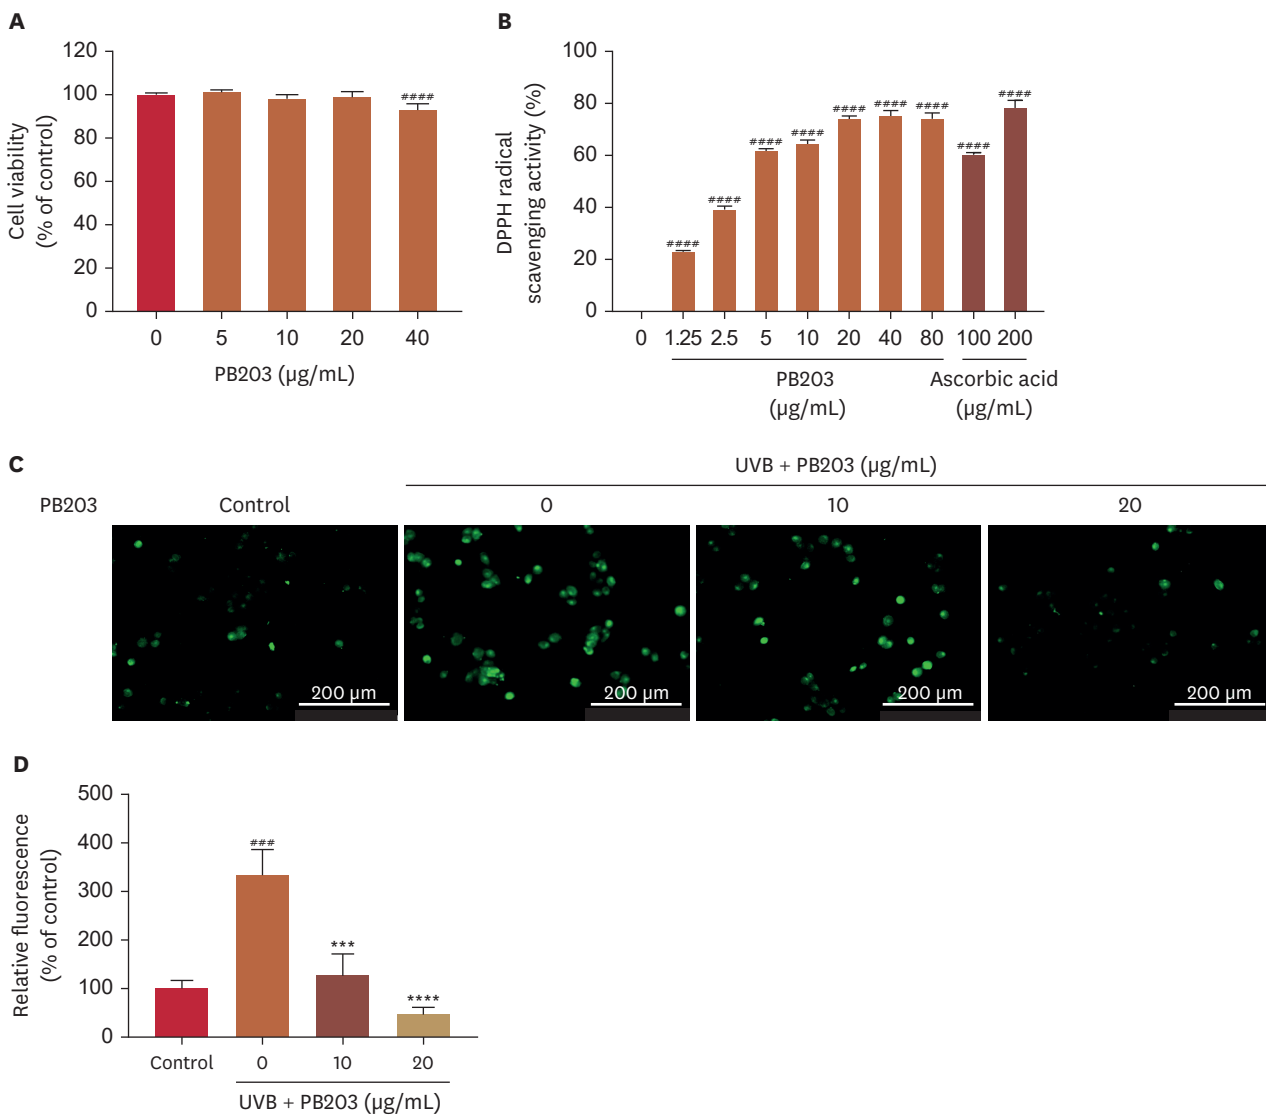 A
Cell viability
(% of control)
120
100
80
60
40
20
0
####
0 5 10 20 40
PB203 (µg/mL)
B
DPPH radical
scavenging activity (%)
100
80
60
40
20
0
#### #### #### #### #### #### #### #### ####
0 1.25 2.5 5 10 20 40 80 100 200
PB203
(µg/mL)
Ascorbic acid
(µg/mL)
C
UVB + PB203 (µg/mL)
PB203 Control 0 10 20
200 µm 200 µm 200 µm 200 µm
D
Relative fluorescence
(% of control)
500
400
300
200
100
0
### *** ****
Control 0 10 20
UVB + PB203 (µg/mL)